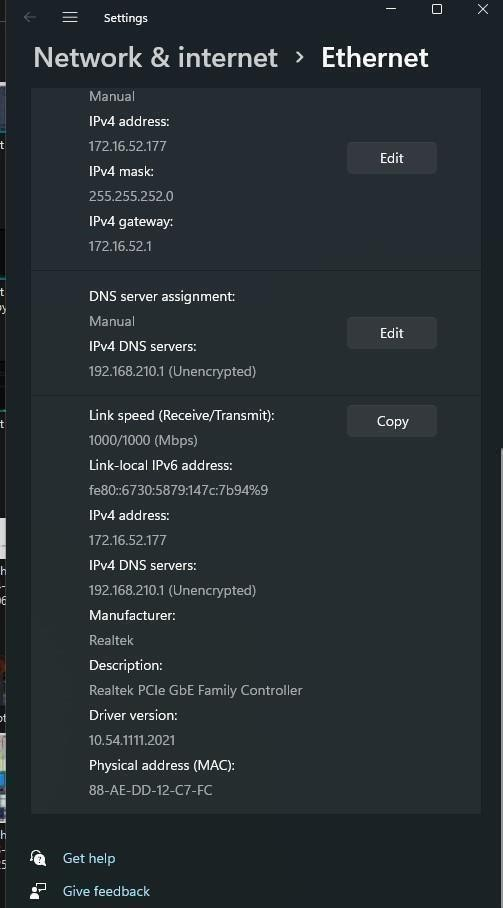 Settings
Network & internet › Ethernet
Manual
IPv4 address:
172.16.52.177
Edit
IPv4 mask:
255.255.252.0
IPv4 gateway:
172.16.52.1
DNS server assignment:
Manual
Edit
IPv4 DNS servers:
192.168.210.1 (Unencrypted)
Link speed (Receive/Transmit):
Copy
1000/1000 (Mbps)
Link-local IPv6 address:
fe80::6730:5879:147c:7b94%9
IPv4 address:
172.16.52.177
IPv4 DNS servers:
192.168.210.1 (Unencrypted)
Manufacturer:
Realtek
Description:
Realtek PCIe GbE Family Controller
Driver version:
10.54.1111.2021
Physical address (MAC):
88-AE-DD-12-C7-FC
Get help
Give feedback